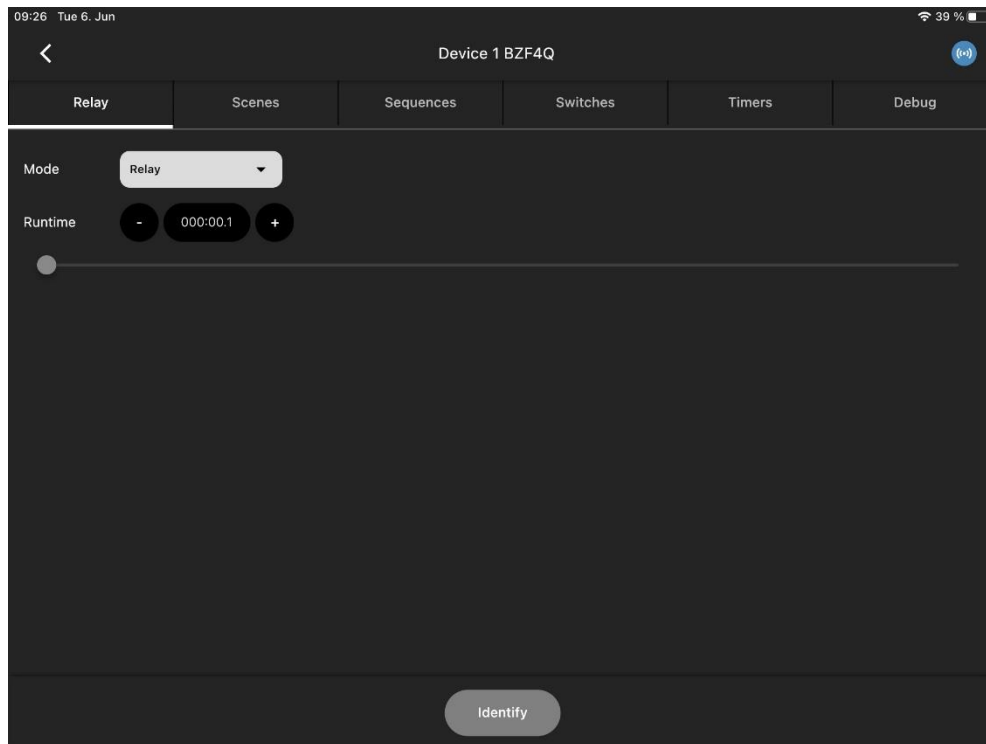 09:26 Tue 6. Jun 39 %
Device 1 BZF4Q
Relay Scenes Sequences Switches Timers Debug
Mode Relay
Runtime - 000:00.1 +
Identify